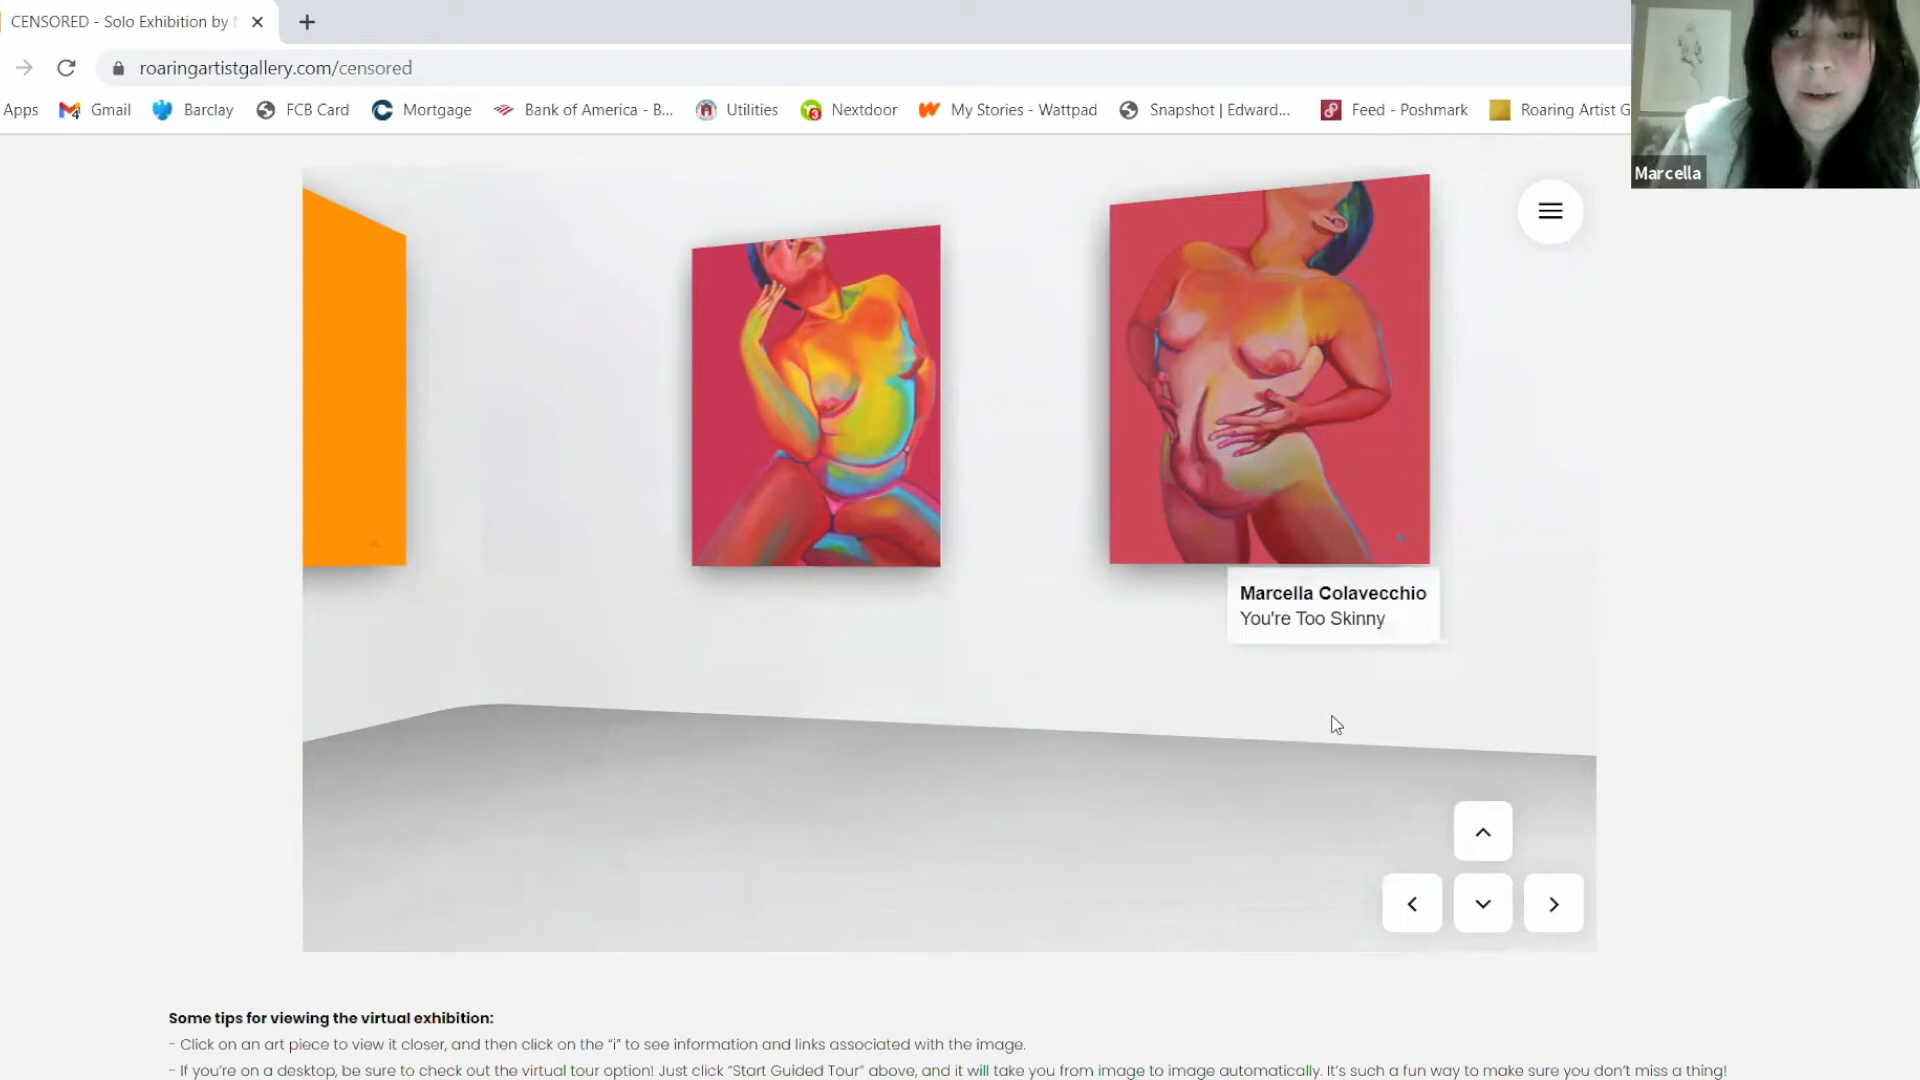 CENSORED - Solo Exhibition by
roaringartistgallery.com/censored
Apps Gmail Barclay FCB Card Mortgage Bank of America - B... Utilities Nextdoor My Stories - Wattpad Snapshot | Edward... Feed - Poshmark Roaring Artist G
Marcella
Marcella Colavecchio
You're Too Skinny
Some tips for viewing the virtual exhibition:
- Click on an art piece to view it closer, and then click on the “i” to see information and links associated with the image.
- If you’re on a desktop, be sure to check out the virtual tour option! Just click “Start Guided Tour” above, and it will take you from image to image automatically. It’s such a fun way to make sure you don’t miss a thing!